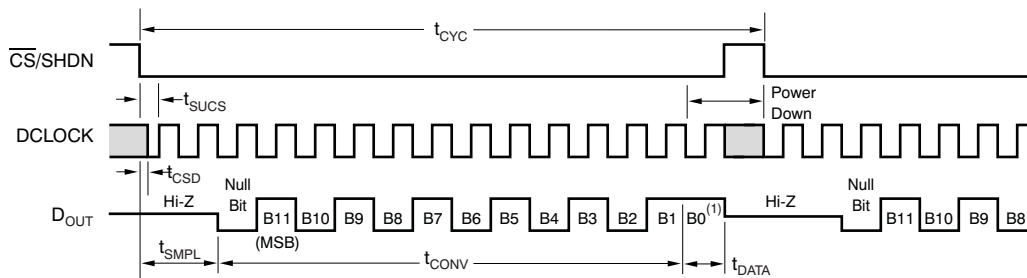 tCYC
CS/SHDN
tSUCS
Power
Down
DCLOCK
tCSD
Null
Bit
Hi-Z
DOUT
B11 B10 B9 B8 B7 B6 B5 B4 B3 B2 B1 B0(1)
(MSB)
Hi-Z
Null
Bit
B11 B10 B9 B8
tSMPL
tCONV
tDATA